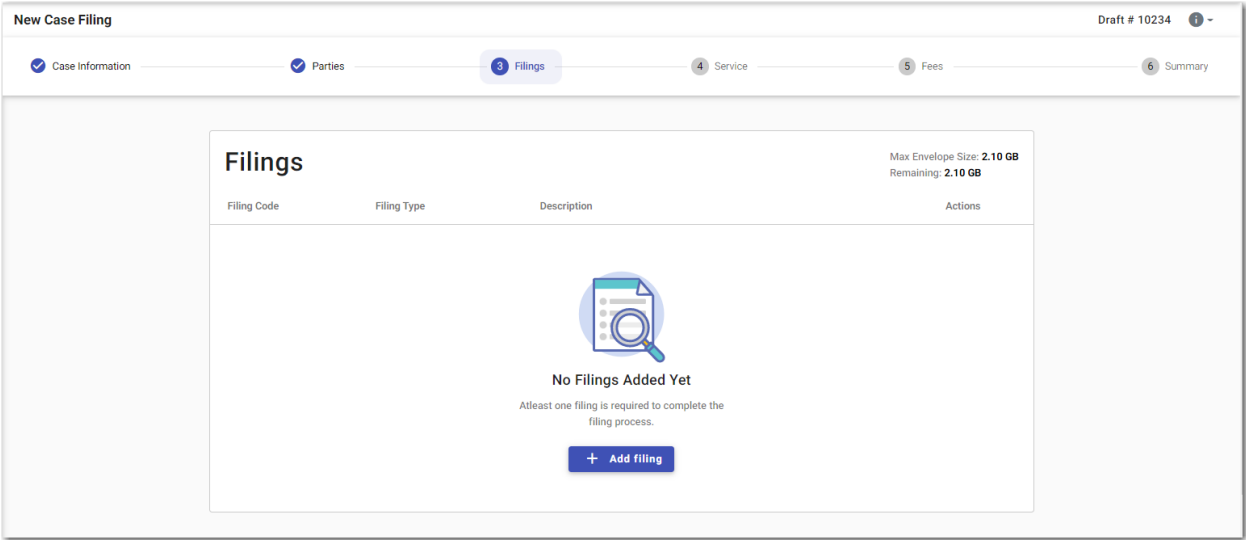 New Case Filing
Draft # 10234
Case Information
Parties
3 Filings
4 Service
5 Fees
6 Summary
Filings
Max Envelope Size: 2.10 GB
Remaining: 2.10 GB
Filing Code Filing Type Description Actions
No Filings Added Yet
Atleast one filing is required to complete the
filing process.
+ Add filing